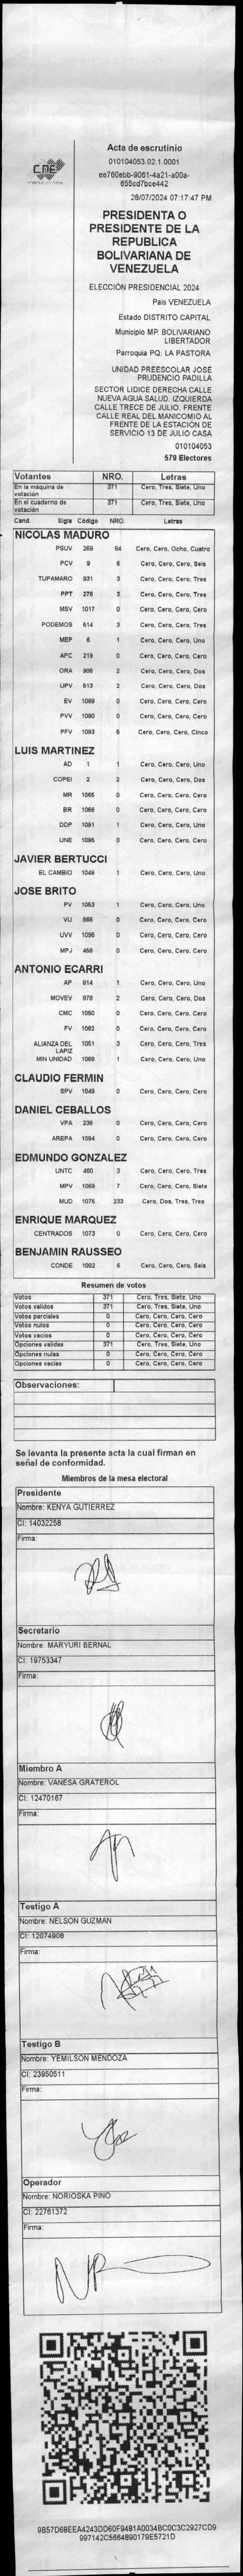 CNE
Acta de escrutinio
010104053.02.1.0001
ee760ebb-9061-4a21-a00a-
655cd7bce442
28/07/2024 07:17:47 PM
PRESIDENTA O
PRESIDENTE DE LA
REPUBLICA
BOLIVARIANA DE
VENEZUELA
ELECCIÓN PRESIDENCIAL 2024
País VENEZUELA
Estado DISTRITO CAPITAL
Municipio MP. BOLIVARIANO
LIBERTADOR
Parroquia PQ. LA PASTORA
UNIDAD PREESCOLAR JOSE
PRUDENCIO PADILLA
SECTOR LIDICE DERECHA CALLE
NUEVA AGUA SALUD. IZQUIERDA
CALLE TRECE DE JULIO. FRENTE
CALLE REAL DEL MANICOMIO AL
FRENTE DE LA ESTACIÓN DE
SERVICIO 13 DE JULIO CASA
010104053
579 Electores
Votantes NRO. Letras
En la máquina de votación 371 Cero, Tres, Siete, Uno
En el cuaderno de votación 371 Cero, Tres, Siete, Uno
Cand. Sigla Código NRO. Letras
NICOLAS MADURO
PSUV 269 84 Cero, Cero, Ocho, Cuatro
PCV 9 6 Cero, Cero, Cero, Seis
TUPAMARO 931 3 Cero, Cero, Cero, Tres
PPT 276 3 Cero, Cero, Cero, Tres
MSV 1017 0 Cero, Cero, Cero, Cero
PODEMOS 514 3 Cero, Cero, Cero, Tres
MEP 6 1 Cero, Cero, Cero, Uno
APC 219 0 Cero, Cero, Cero, Cero
ORA 906 2 Cero, Cero, Cero, Dos
UPV 513 2 Cero, Cero, Cero, Dos
EV 1089 0 Cero, Cero, Cero, Cero
PVV 1090 0 Cero, Cero, Cero, Cero
PFV 1093 5 Cero, Cero, Cero, Cinco
LUIS MARTINEZ
AD 1 1 Cero, Cero, Cero, Uno
COPEI 2 2 Cero, Cero, Cero, Dos
MR 1065 0 Cero, Cero, Cero, Cero
BR 1066 0 Cero, Cero, Cero, Cero
DDP 1091 1 Cero, Cero, Cero, Uno
UNE 1095 0 Cero, Cero, Cero, Cero
JAVIER BERTUCCI
EL CAMBIO 1048 1 Cero, Cero, Cero, Uno
JOSE BRITO
PV 1053 1 Cero, Cero, Cero, Uno
VU 868 0 Cero, Cero, Cero, Cero
UVV 1096 0 Cero, Cero, Cero, Cero
MPJ 458 0 Cero, Cero, Cero, Cero
ANTONIO ECARRI
AP 814 1 Cero, Cero, Cero, Uno
MOVEV 878 2 Cero, Cero, Cero, Dos
CMC 1050 0 Cero, Cero, Cero, Cero
FV 1052 0 Cero, Cero, Cero, Cero
ALIANZA DEL LAPIZ 1051 3 Cero, Cero, Cero, Tres
MIN UNIDAD 1069 1 Cero, Cero, Cero, Uno
CLAUDIO FERMIN
SPV 1049 0 Cero, Cero, Cero, Cero
DANIEL CEBALLOS
VPA 236 0 Cero, Cero, Cero, Cero
AREPA 1094 0 Cero, Cero, Cero, Cero
EDMUNDO GONZALEZ
UNTC 460 3 Cero, Cero, Cero, Tres
MPV 1069 7 Cero, Cero, Cero, Siete
MUD 1075 233 Cero, Dos, Tres, Tres
ENRIQUE MARQUEZ
CENTRADOS 1073 0 Cero, Cero, Cero, Cero
BENJAMIN RAUSSEO
CONDE 1092 6 Cero, Cero, Cero, Seis
Resumen de votos
Votos 371 Cero, Tres, Siete, Uno
Votos validos 371 Cero, Tres, Siete, Uno
Votos parciales 0 Cero, Cero, Cero, Cero
Votos nulos 0 Cero, Cero, Cero, Cero
Votos vacios 0 Cero, Cero, Cero, Cero
Opciones validas 371 Cero, Tres, Siete, Uno
Opciones nulas 0 Cero, Cero, Cero, Cero
Opciones vacias 0 Cero, Cero, Cero, Cero
Observaciones:
Se levanta la presente acta la cual firman en
señal de conformidad.
Miembros de la mesa electoral
Presidente
Nombre: KENYA GUTIERREZ
CI: 14032258
Firma:
Secretario
Nombre: MARYURI BERNAL
CI: 19753347
Firma:
Miembro A
Nombre: VANESA GRATEROL
CI: 12470167
Firma:
Testigo A
Nombre: NELSON GUZMAN
CI: 12074908
Firma:
Testigo B
Nombre: YEMILSON MENDOZA
CI: 23950511
Firma:
Operador
Nombre: NORIOSKA PINO
CI: 22761372
Firma:
9B57D68EEA4243DD60F9481A0034BC0C3C2927CD9
997142C5664890179E5721D